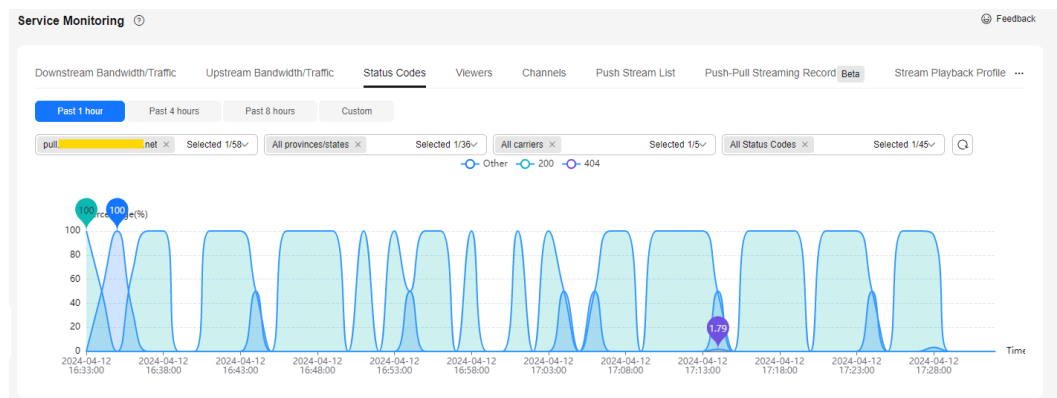 Service Monitoring ?
Feedback
Downstream Bandwidth/Traffic Upstream Bandwidth/Traffic Status Codes Viewers Channels Push Stream List Push-Pull Streaming Record Beta Stream Playback Profile ...
Past 1 hour Past 4 hours Past 8 hours Custom
pull. .net × Selected 1/58 All provinces/states × Selected 1/36 All carriers × Selected 1/5 All Status Codes × Selected 1/45
Other 200 404
100 100
rce ge(%)
100
80
60
40
20
0
1.79
Time
2024-04-12 16:33:00
2024-04-12 16:38:00
2024-04-12 16:43:00
2024-04-12 16:48:00
2024-04-12 16:53:00
2024-04-12 16:58:00
2024-04-12 17:03:00
2024-04-12 17:08:00
2024-04-12 17:13:00
2024-04-12 17:18:00
2024-04-12 17:23:00
2024-04-12 17:28:00